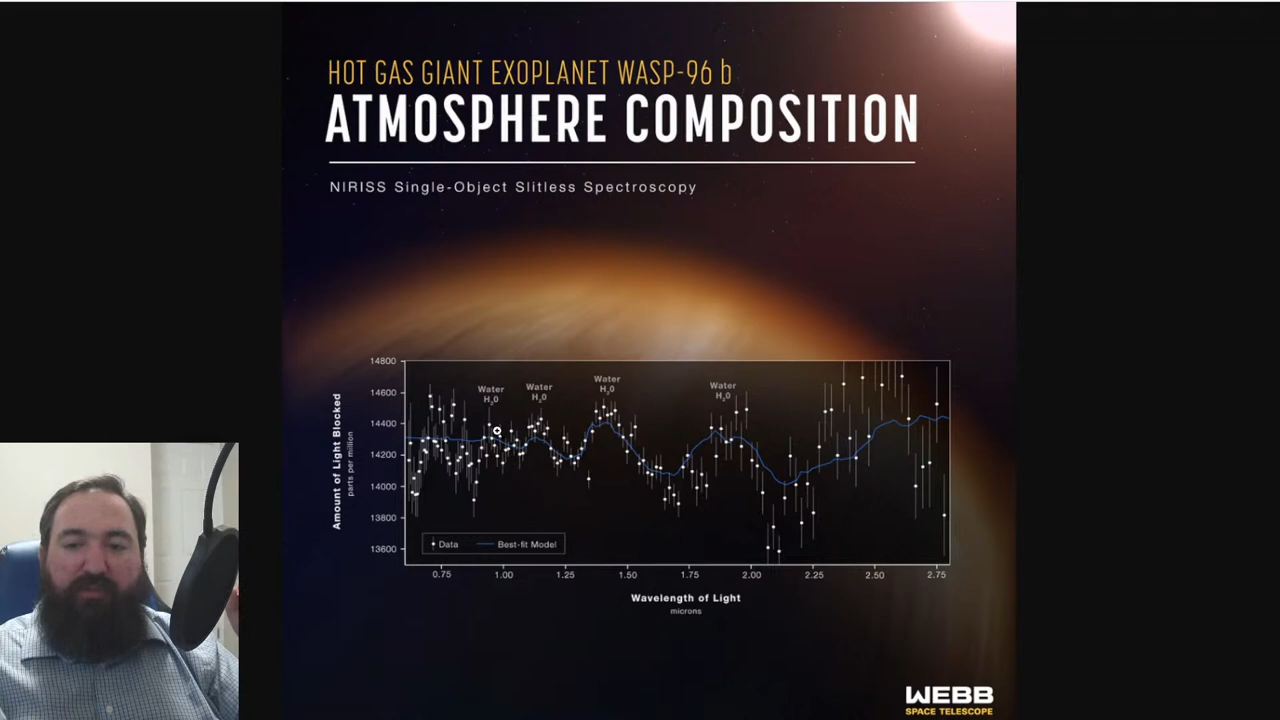 HOT GAS GIANT EXOPLANET WASP-96 b
ATMOSPHERE COMPOSITION
NIRISS Single-Object Slitless Spectroscopy
Amount of Light Blocked
parts per million
14800
14600
14400
14200
14000
13800
13600
Water
H₂O
Water
H₂O
Water
H₂O
Water
H₂O
Data
Best-fit Model
0.75
1.00
1.25
1.50
1.75
2.00
2.25
2.50
2.75
Wavelength of Light
microns
WEBB
SPACE TELESCOPE